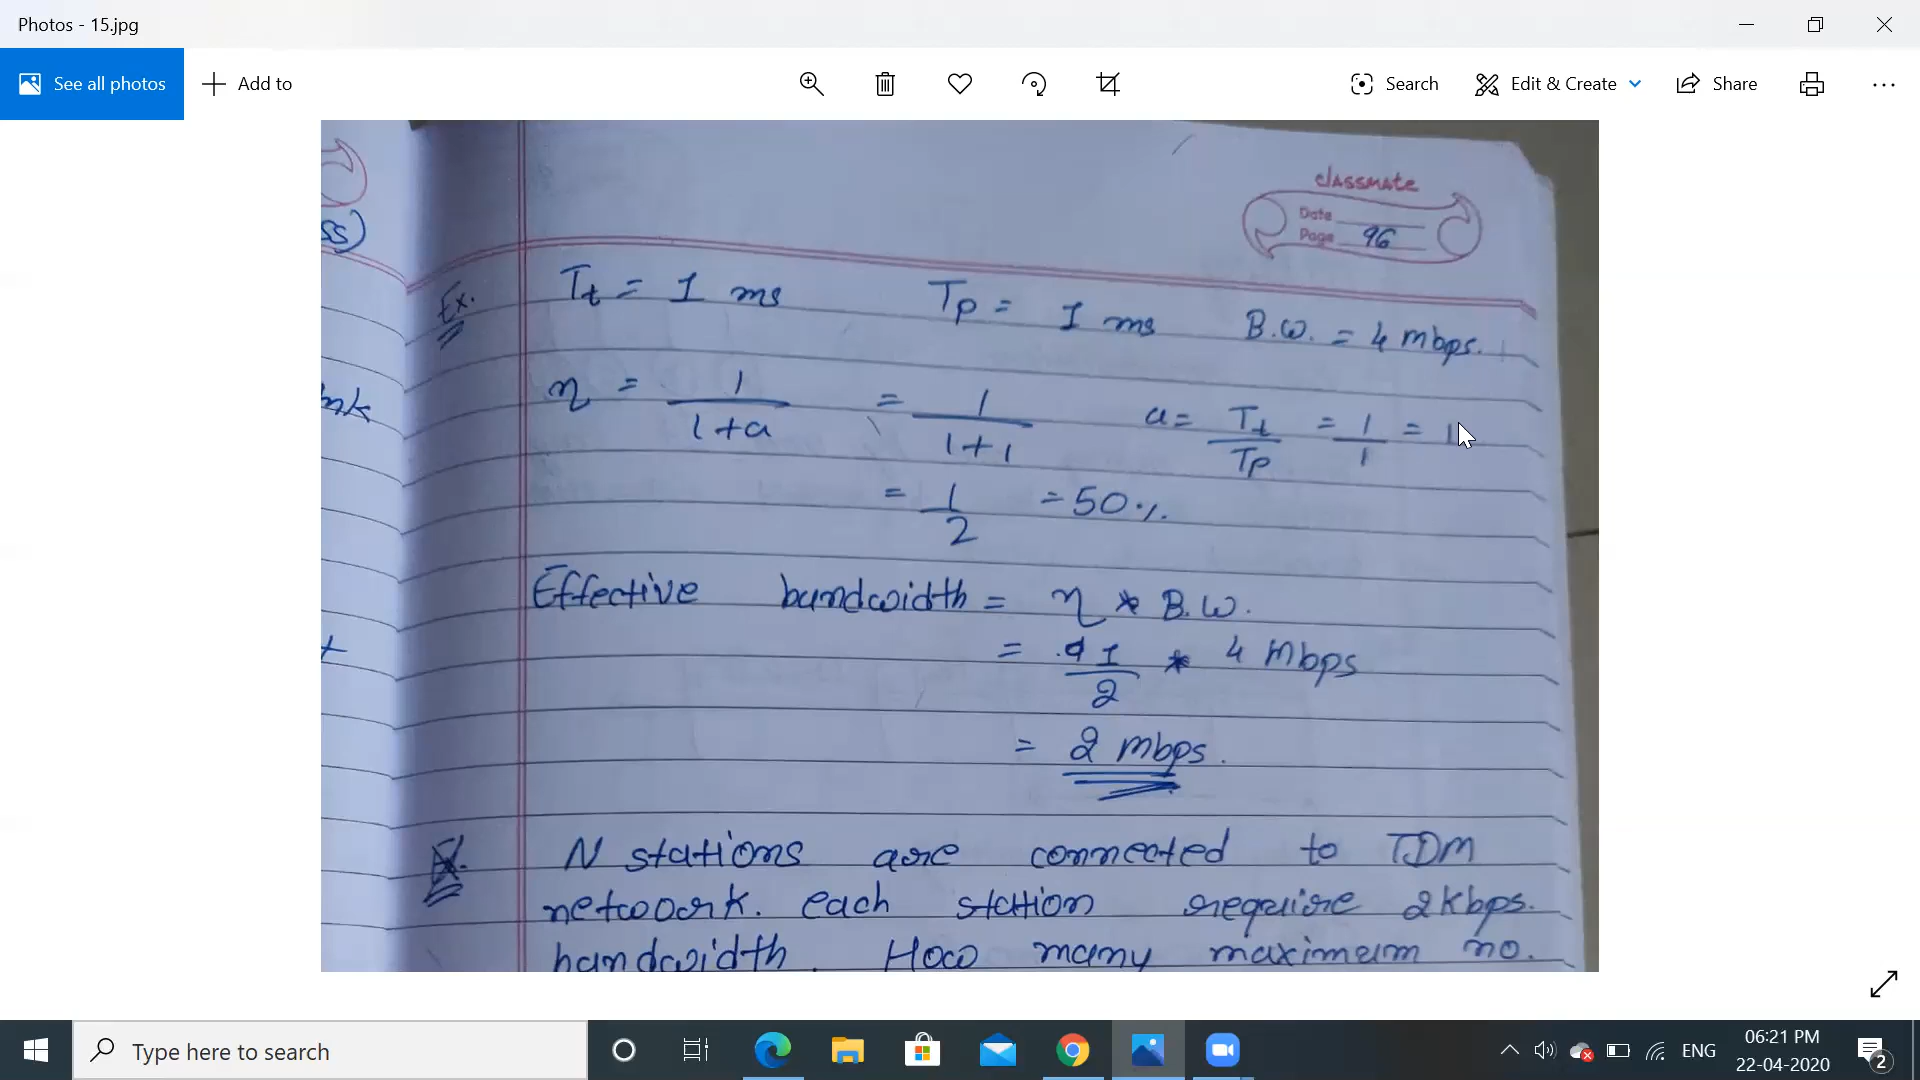 Photos - 15.jpg
See all photos
Add to
Search
Edit & Create
Share
classmate
Date
Page 96
ss)
Ex.
Tt = 1 ms Tp = 1 ms B.W. = 4 mbps.
η = 1/(1+a) = 1/(1+1) a = Tt/Tp = 1/1 = 1
= 1/2 = 50%.
Effective bandwidth = η * B.W.
= 1/2 * 4 Mbps
= 2 mbps.
N stations are connected to TDM
network. each station require 2kbps.
bandwidth. How many maximum no.
Type here to search
ENG
06:21 PM
22-04-2020
2